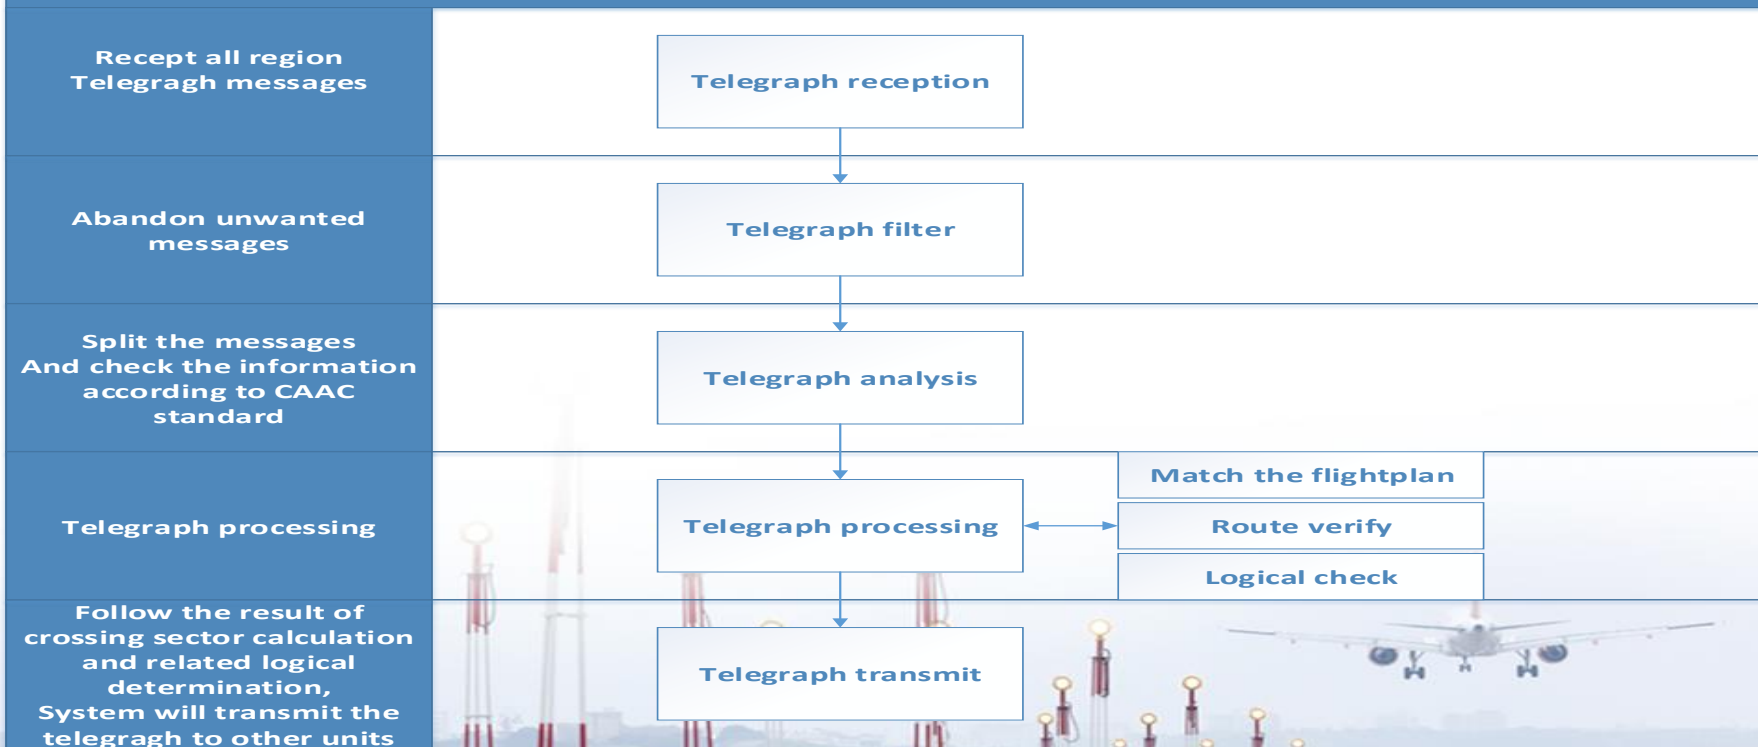 Recept all region
Telegragh messages
Telegraph reception
Abandon unwanted
messages
Telegraph filter
Split the messages
And check the information
according to CAAC
standard
Telegraph analysis
Telegraph processing
Telegraph processing
Match the flightplan
Route verify
Logical check
Follow the result of
crossing sector calculation
and related logical
determination,
System will transmit the
telegragh to other units
Telegraph transmit